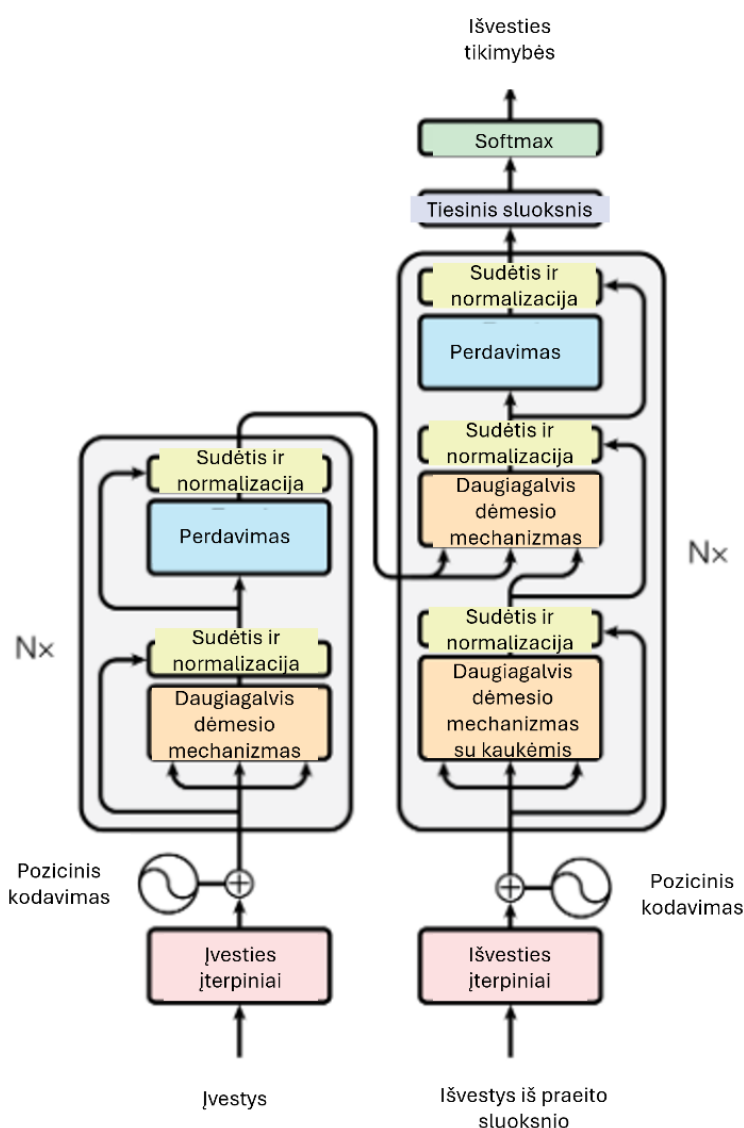 Išvesties
tikimybės
Softmax
Tiesinis sluoksnis
Sudėtis ir
normalizacija
Perdavimas
Sudėtis ir
normalizacija
Daugiagalvis
dėmesio
mechanizmas
Nx
Sudėtis ir
normalizacija
Daugiagalvis
dėmesio
mechanizmas
su kaukėmis
Sudėtis ir
normalizacija
Perdavimas
Nx
Sudėtis ir
normalizacija
Daugiagalvis
dėmesio
mechanizmas
Pozicinis
kodavimas
Pozicinis
kodavimas
Įvesties
įterpiniai
Išvesties
įterpiniai
Įvestys
Išvestys iš praeito
sluoksnio